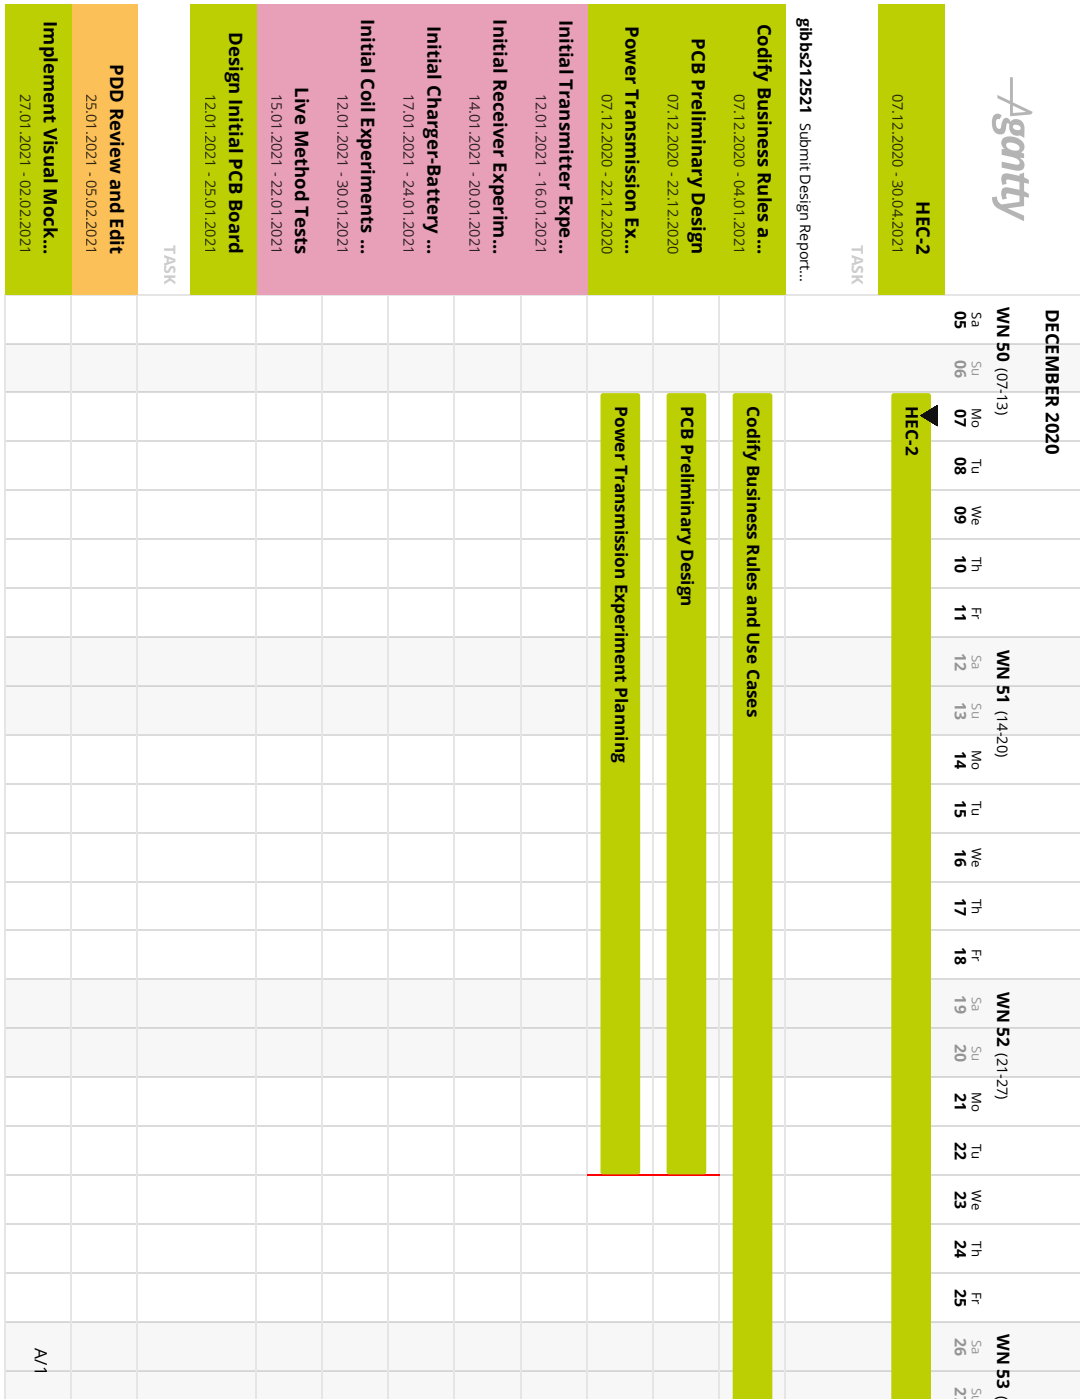 Agantty
DECEMBER 2020
WN 50 (07-13)
WN 51 (14-20)
WN 52 (21-27)
WN 53 (
Sa Su Mo Tu We Th Fr Sa Su Mo Tu We Th Fr Sa Su Mo Tu We Th Fr Sa Su
05 06 07 08 09 10 11 12 13 14 15 16 17 18 19 20 21 22 23 24 25 26
HEC-2
07.12.2020 - 30.04.2021
HEC-2
TASK
gibbs212521 Submit Design Report...
Codify Business Rules a...
07.12.2020 - 04.01.2021
Codify Business Rules and Use Cases
PCB Preliminary Design
07.12.2020 - 22.12.2020
PCB Preliminary Design
Power Transmission Ex...
07.12.2020 - 22.12.2020
Power Transmission Experiment Planning
Initial Transmitter Expe...
12.01.2021 - 16.01.2021
Initial Receiver Experim...
14.01.2021 - 20.01.2021
Initial Charger-Battery ...
17.01.2021 - 24.01.2021
Initial Coil Experiments ...
12.01.2021 - 30.01.2021
Live Method Tests
15.01.2021 - 22.01.2021
Design Initial PCB Board
12.01.2021 - 25.01.2021
TASK
PDD Review and Edit
25.01.2021 - 05.02.2021
Implement Visual Mock...
27.01.2021 - 02.02.2021
A/1